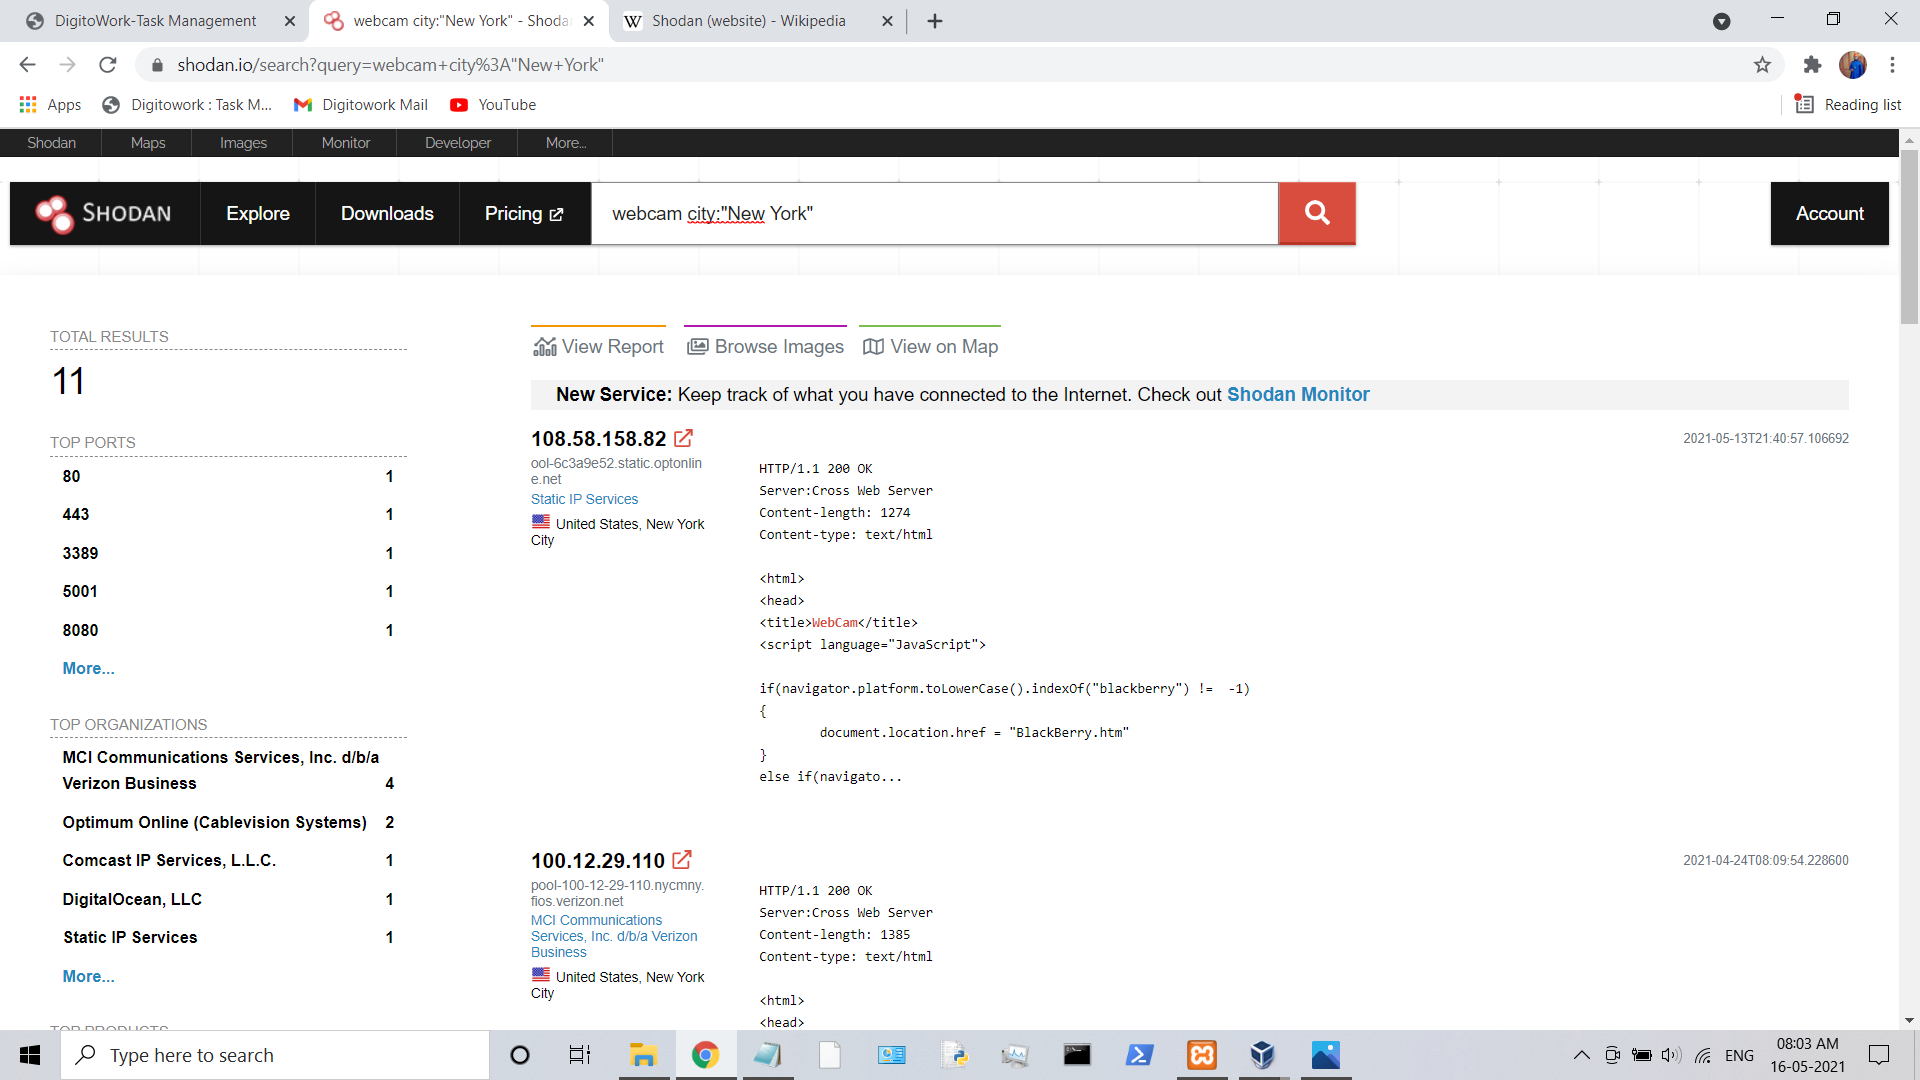 DigitoWork-Task Management
webcam city:"New York" - Shodan
Shodan (website) - Wikipedia
shodan.io/search?query=webcam+city%3A"New+York"
Apps
Digitowork : Task M...
Digitowork Mail
YouTube
Reading list
Shodan
Maps
Images
Monitor
Developer
More...
SHODAN
Explore
Downloads
Pricing
webcam city:"New York"
Account
TOTAL RESULTS
11
TOP PORTS
80 1
443 1
3389 1
5001 1
8080 1
More...
TOP ORGANIZATIONS
MCI Communications Services, Inc. d/b/a
Verizon Business 4
Optimum Online (Cablevision Systems) 2
Comcast IP Services, L.L.C. 1
DigitalOcean, LLC 1
Static IP Services 1
More...
TOP PRODUCTS
View Report
Browse Images
View on Map
New Service: Keep track of what you have connected to the Internet. Check out Shodan Monitor
108.58.158.82
2021-05-13T21:40:57.106692
ool-6c3a9e52.static.optonlin
e.net
Static IP Services
United States, New York
City
HTTP/1.1 200 OK
Server:Cross Web Server
Content-length: 1274
Content-type: text/html
<html>
<head>
<title>WebCam</title>
<script language="JavaScript">
if(navigator.platform.toLowerCase().indexOf("blackberry") !=  -1)
{
document.location.href = "BlackBerry.htm"
}
else if(navigato...
100.12.29.110
2021-04-24T08:09:54.228600
pool-100-12-29-110.nycmny.
fios.verizon.net
MCI Communications
Services, Inc. d/b/a Verizon
Business
United States, New York
City
HTTP/1.1 200 OK
Server:Cross Web Server
Content-length: 1385
Content-type: text/html
<html>
<head>
Type here to search
ENG
08:03 AM
16-05-2021